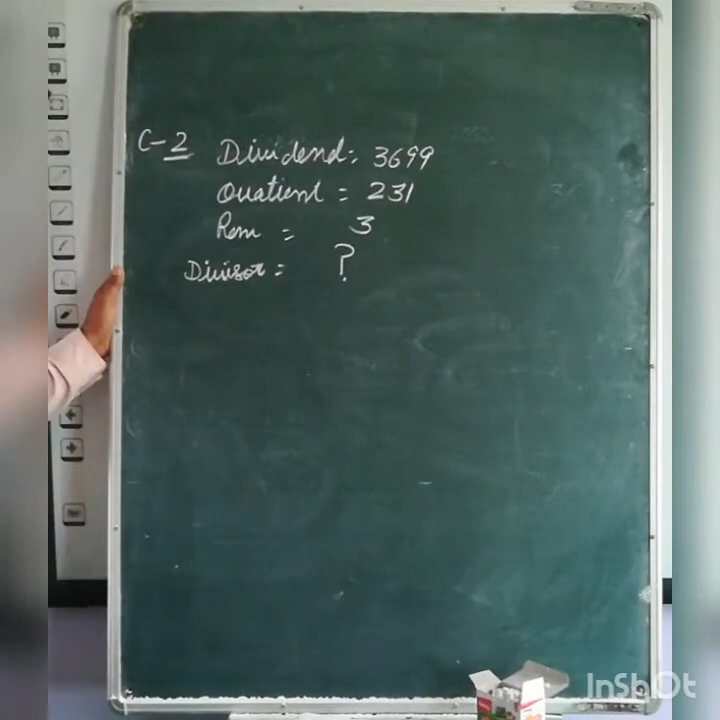 C-2 Dividend = 3699
Quatient = 231
Rem = 3
Divisor = ?
InShOt